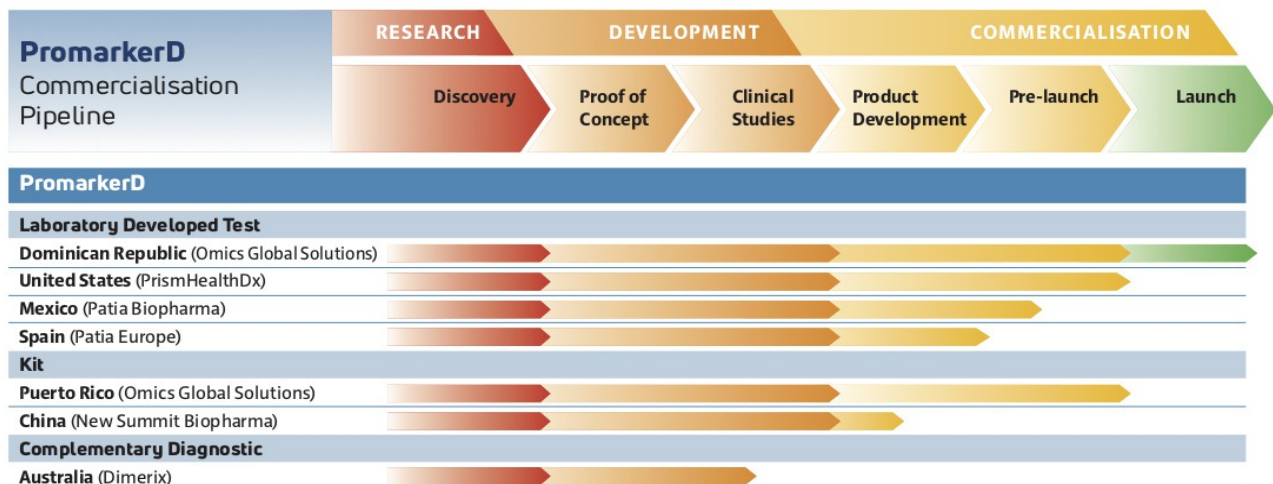 PromarkerD
Commercialisation
Pipeline
RESEARCH
DEVELOPMENT
COMMERCIALISATION
Discovery
Proof of
Concept
Clinical
Studies
Product
Development
Pre-launch
Launch
PromarkerD
Laboratory Developed Test
Dominican Republic (Omics Global Solutions)
United States (PrismHealthDx)
Mexico (Patia Biopharma)
Spain (Patia Europe)
Kit
Puerto Rico (Omics Global Solutions)
China (New Summit Biopharma)
Complementary Diagnostic
Australia (Dimerix)